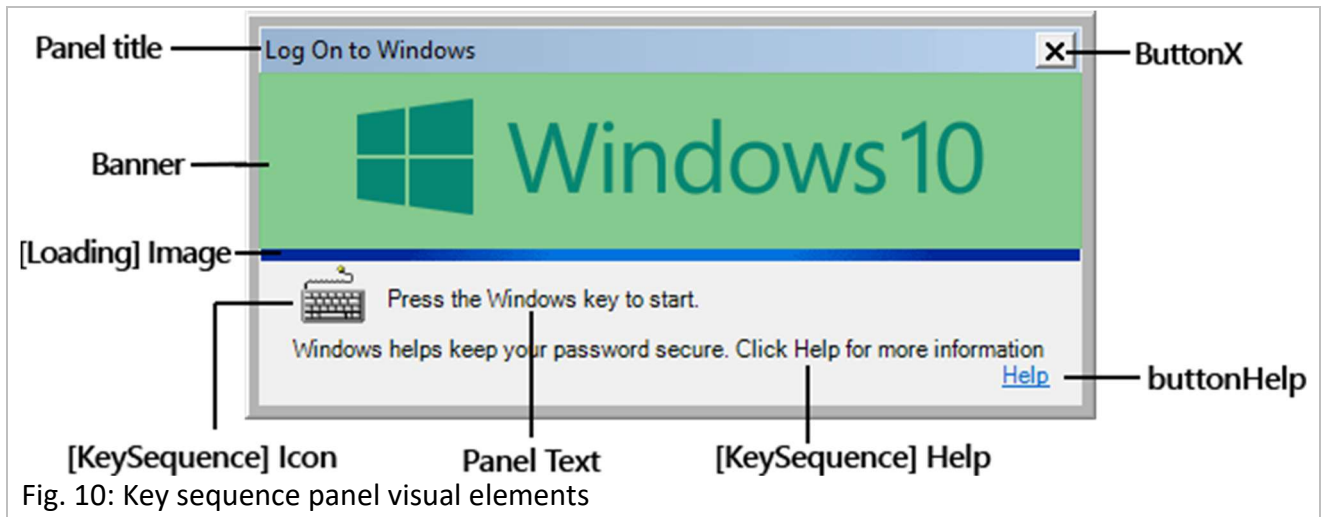 Panel title
Log On to Windows
ButtonX
Banner
Windows 10
[Loading] Image
Press the Windows key to start.
Windows helps keep your password secure. Click Help for more information
Help
buttonHelp
[KeySequence] Icon
Panel Text
[KeySequence] Help
Fig. 10: Key sequence panel visual elements